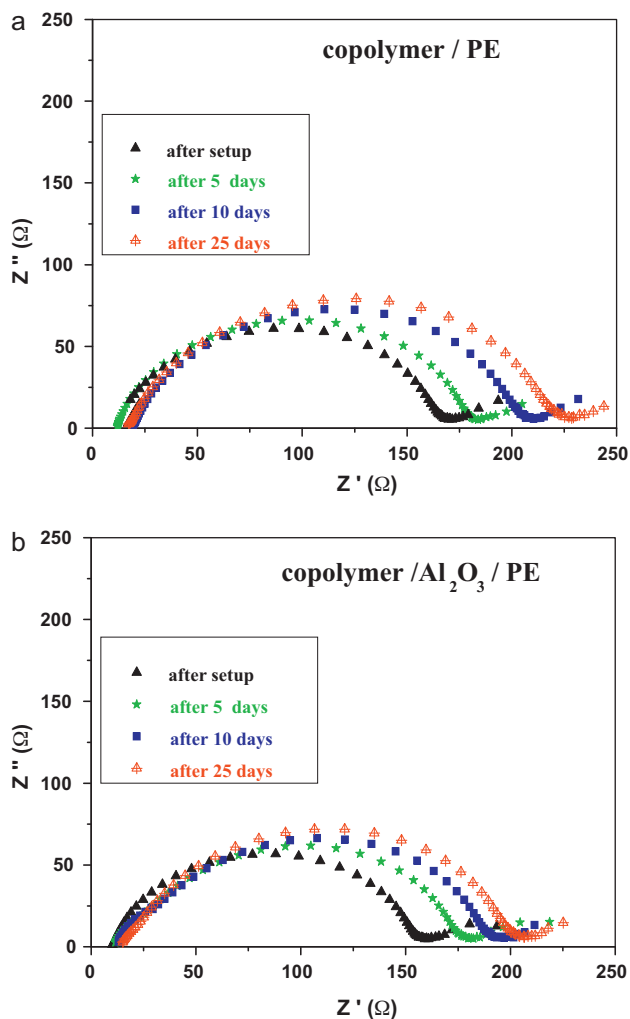 a
copolymer / PE
after setup
after 5 days
after 10 days
after 25 days
250
200
150
100
50
0
0 50 100 150 200 250
Z '' (Ω)
Z ' (Ω)
b
copolymer /Al₂O₃ / PE
after setup
after 5 days
after 10 days
after 25 days
250
200
150
100
50
0
0 50 100 150 200 250
Z '' (Ω)
Z ' (Ω)